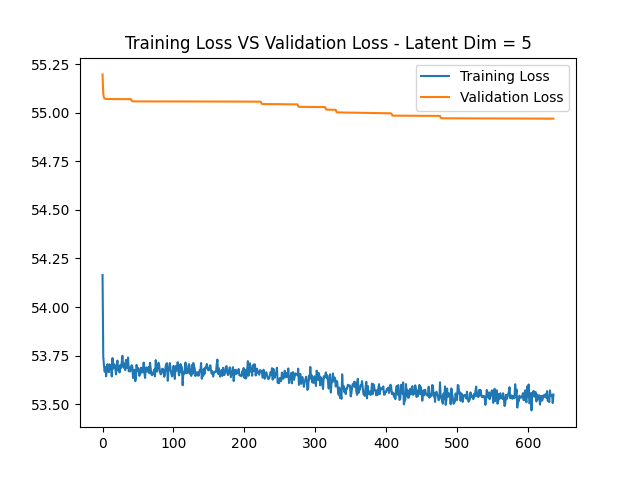 Training Loss VS Validation Loss - Latent Dim = 5
Training Loss
Validation Loss
55.25
55.00
54.75
54.50
54.25
54.00
53.75
53.50
0 100 200 300 400 500 600